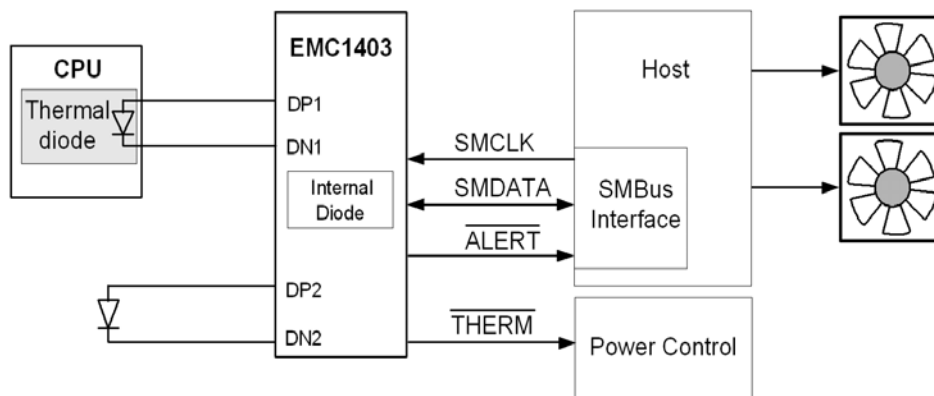 CPU
Thermal
diode
EMC1403
DP1
DN1
Internal
Diode
DP2
DN2
SMCLK
SMDATA
ALERT
THERM
Host
SMBus
Interface
Power Control